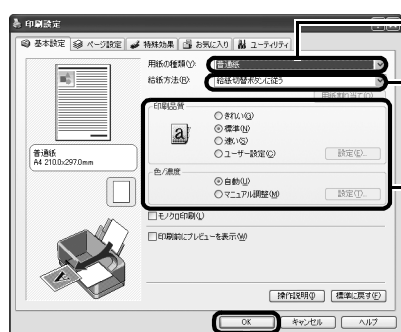 印刷設定
基本設定 ページ設定 特殊効果 お気に入り ユーティリティ
用紙の種類(Y): 普通紙
給紙方法(R): 給紙切替ボタンに従う
用紙割り当て(O)...
印刷品質
きれい(G)
標準(N)
速い(S)
ユーザー設定(C) 設定(E)...
普通紙
A4 210.0x297.0mm
色/濃度
自動(U)
マニュアル調整(M) 設定(T)...
モノクロ印刷(L)
印刷前にプレビューを表示(W)
操作説明(I) 標準に戻す(F)
OK キャンセル ヘルプ